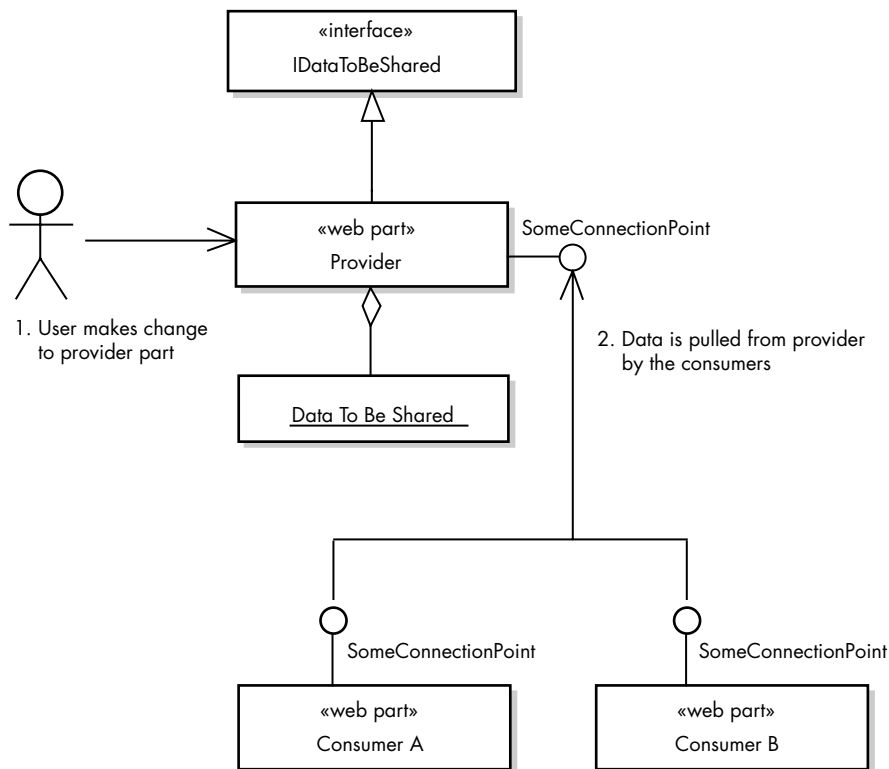 «interface»
IDataToBeShared
«web part»
Provider
SomeConnectionPoint
1. User makes change
to provider part
2. Data is pulled from provider
by the consumers
Data To Be Shared
SomeConnectionPoint
SomeConnectionPoint
«web part»
Consumer A
«web part»
Consumer B